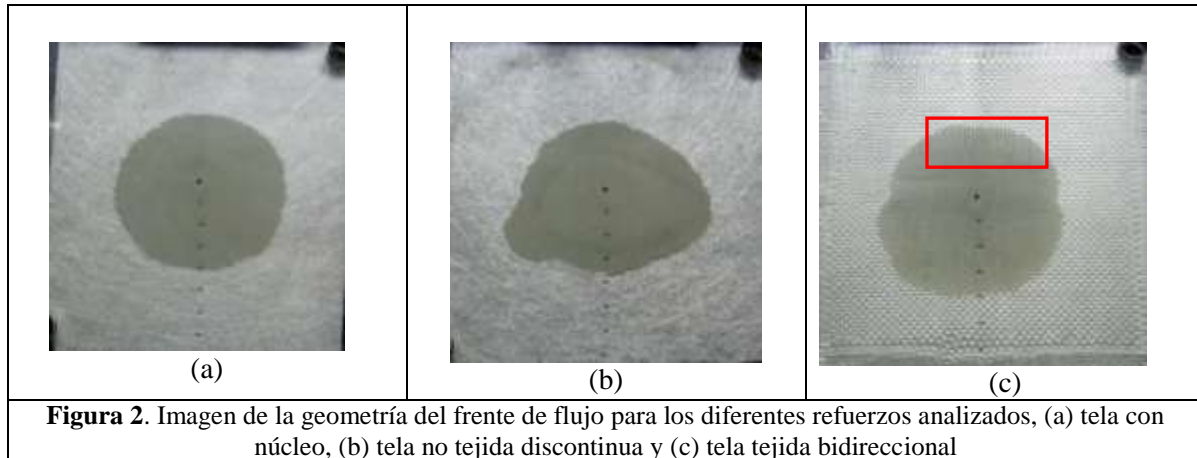 (a)
(b)
(c)
Figura 2. Imagen de la geometría del frente de flujo para los diferentes refuerzos analizados, (a) tela con
núcleo, (b) tela no tejida discontinua y (c) tela tejida bidireccional